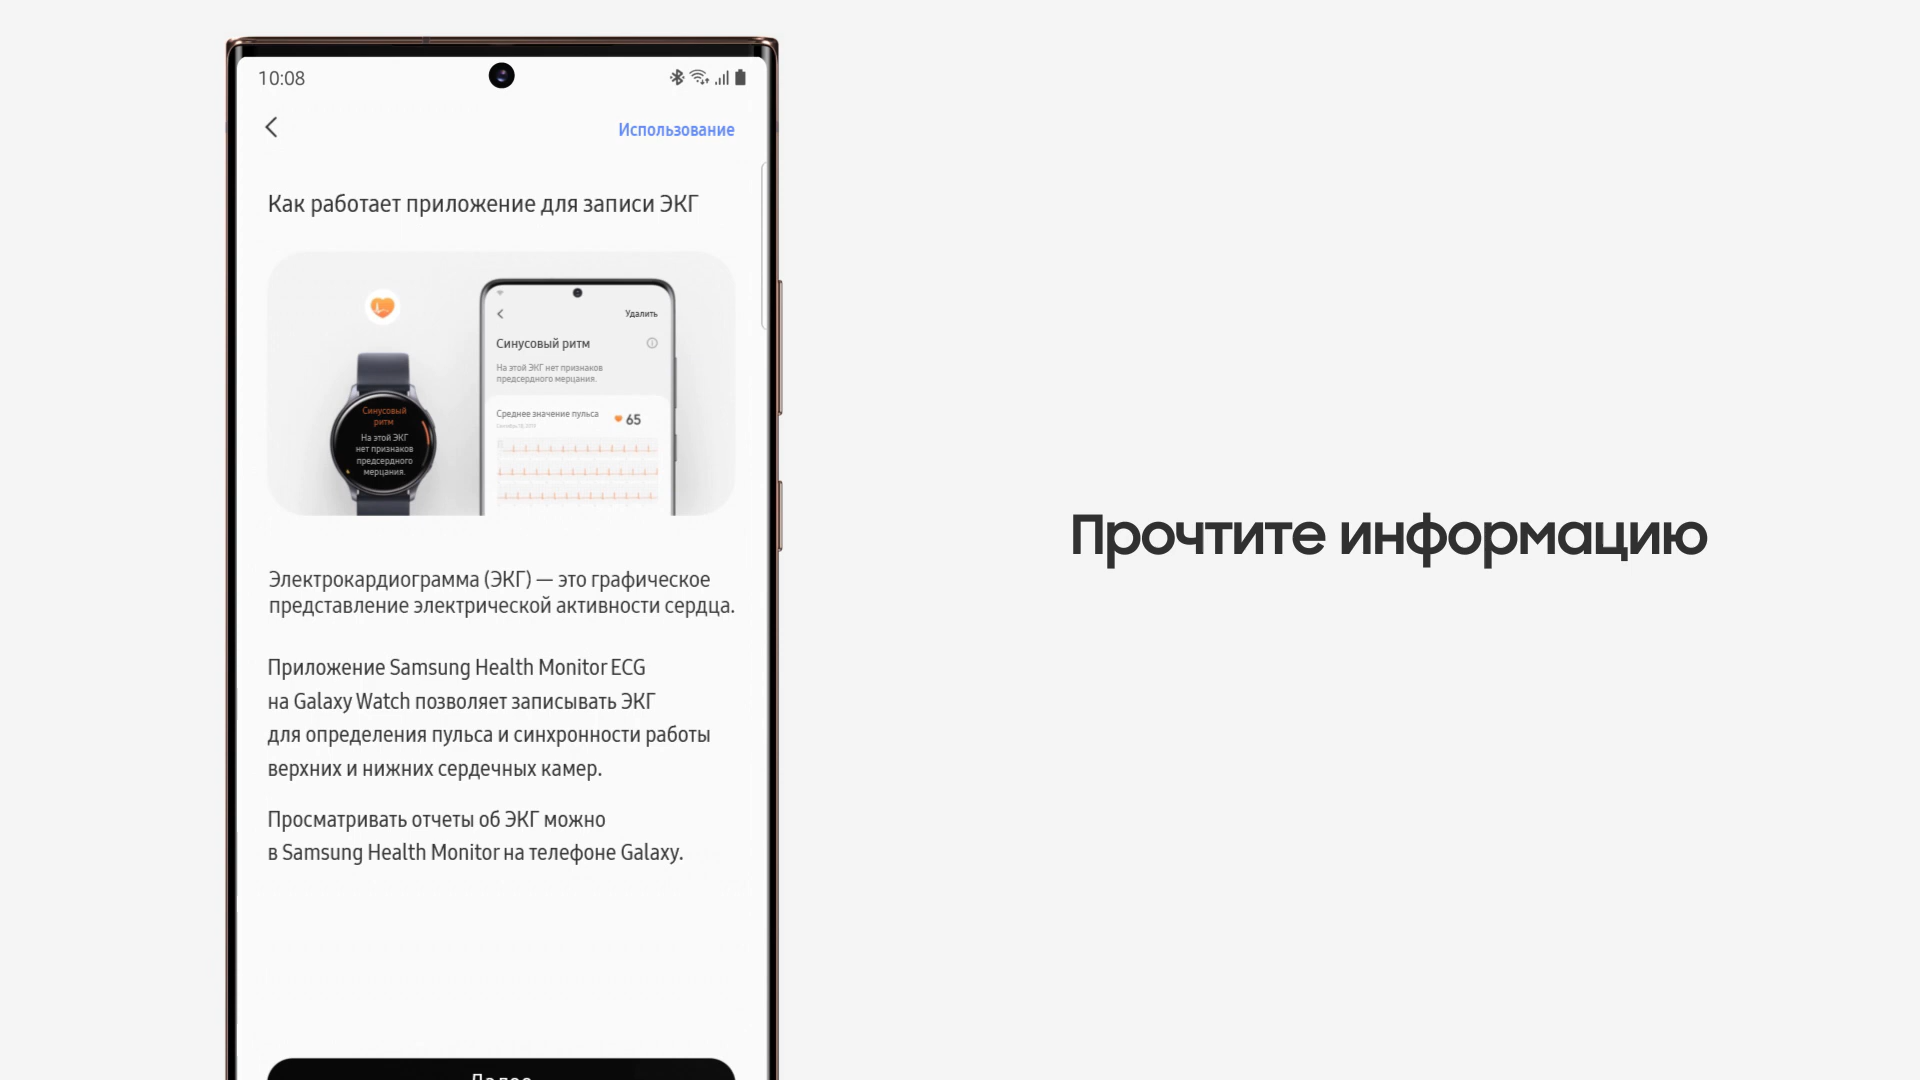 10:08
Использование
Как работает приложение для записи ЭКГ
Удалить
Синусовый ритм
На этой ЭКГ нет признаков
предсердного мерцания.
Среднее значение пульса
65
Синусовый
ритм
На этой ЭКГ
нет признаков
предсердного
мерцания.
Электрокардиограмма (ЭКГ) — это графическое
представление электрической активности сердца.
Приложение Samsung Health Monitor ECG
на Galaxy Watch позволяет записывать ЭКГ
для определения пульса и синхронности работы
верхних и нижних сердечных камер.
Просматривать отчеты об ЭКГ можно
в Samsung Health Monitor на телефоне Galaxy.
Далее
Прочтите информацию